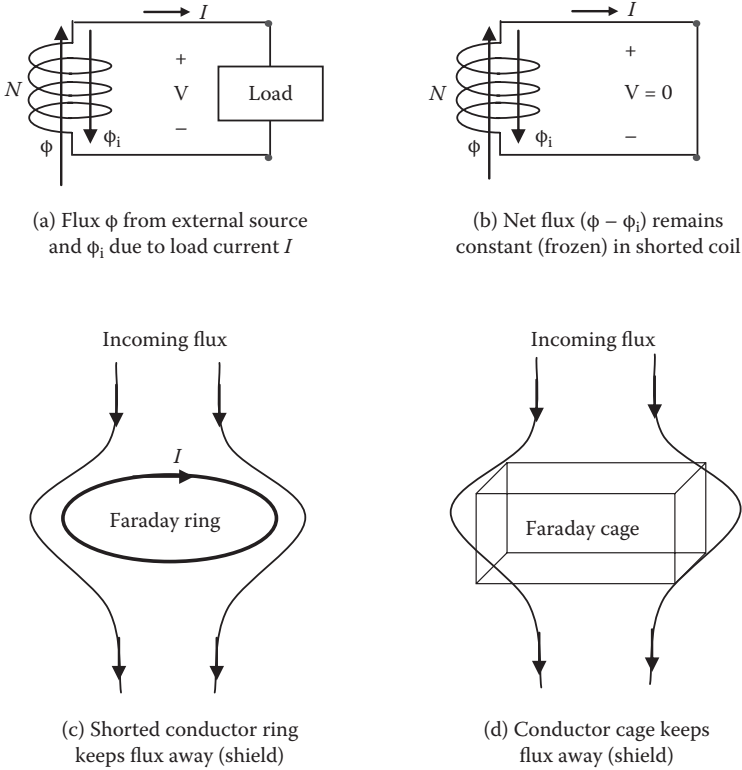 I
+
N
V
Load
−
ϕ
ϕi
(a) Flux ϕ from external source
and ϕi due to load current I
I
+
N
V = 0
−
ϕ
ϕi
(b) Net flux (ϕ – ϕi) remains
constant (frozen) in shorted coil
Incoming flux
I
Faraday ring
(c) Shorted conductor ring
keeps flux away (shield)
Incoming flux
Faraday cage
(d) Conductor cage keeps
flux away (shield)